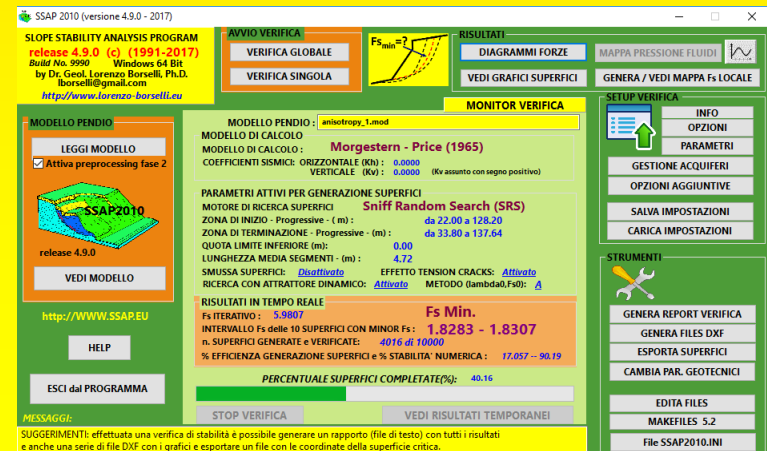 SSAP 2010 (versione 4.9.0 - 2017)
SLOPE STABILITY ANALYSIS PROGRAM
release 4.9.0 (c) (1991-2017)
Build No. 9990 Windows 64 Bit
by Dr. Geol. Lorenzo Borselli, Ph.D.
lborselli@gmail.com
http://www.lorenzo-borselli.eu
AVVIO VERIFICA
VERIFICA GLOBALE
VERIFICA SINGOLA
Fsmin=?
RISULTATI
DIAGRAMMI FORZE
MAPPA PRESSIONE FLUIDI
VEDI GRAFICI SUPERFICI
GENERA / VEDI MAPPA Fs LOCALE
MODELLO PENDIO
LEGGI MODELLO
Attiva preprocessing fase 2
SSAP2010
release 4.9.0
VEDI MODELLO
http://WWW.SSAP.EU
HELP
ESCI dal PROGRAMMA
MESSAGGI:
MONITOR VERIFICA
MODELLO PENDIO : anisotropy_1.mod
MODELLO DI CALCOLO
MODELLO DI CALCOLO : Morgestern - Price (1965)
COEFFICIENTI SISMICI: ORIZZONTALE (Kh) : 0.0000
VERTICALE (Kv) : 0.0000 (Kv assunto con segno positivo)
PARAMETRI ATTIVI PER GENERAZIONE SUPERFICI
MOTORE DI RICERCA SUPERFICI Sniff Random Search (SRS)
ZONA DI INIZIO - Progressive - ( m) : da 22.00 a 128.20
ZONA DI TERMINAZIONE - Progressive - (m) : da 33.80 a 137.64
QUOTA LIMITE INFERIORE (m): 0.00
LUNGHEZZA MEDIA SEGMENTI - (m) : 4.72
SMUSSA SUPERFICI: Disattivato EFFETTO TENSION CRACKS: Attivato
RICERCA CON ATTRATTORE DINAMICO: Attivato METODO (lambda0,Fs0): A
RISULTATI IN TEMPO REALE
Fs Min.
Fs ITERATIVO : 5.9807
INTERVALLO Fs delle 10 SUPERFICI CON MINOR Fs : 1.8283 - 1.8307
n. SUPERFICI GENERATE e VERIFICATE: 4016 di 10000
% EFFICIENZA GENERAZIONE SUPERFICI e % STABILITA' NUMERICA : 17.057 -- 90.19
PERCENTUALE SUPERFICI COMPLETATE(%): 40.16
STOP VERIFICA
VEDI RISULTATI TEMPORANEI
SETUP VERIFICA
INFO
OPZIONI
PARAMETRI
GESTIONE ACQUIFERI
OPZIONI AGGIUNTIVE
SALVA IMPOSTAZIONI
CARICA IMPOSTAZIONI
STRUMENTI
GENERA REPORT VERIFICA
GENERA FILES DXF
ESPORTA SUPERFICI
CAMBIA PAR. GEOTECNICI
EDITA FILES
MAKEFILES 5.2
File SSAP2010.INI
SUGGERIMENTI: effettuata una verifica di stabilità è possibile generare un rapporto (file di testo) con tutti i risultati
e anche una serie di file DXF con i grafici e esportare un file con le coordinate della superficie critica.